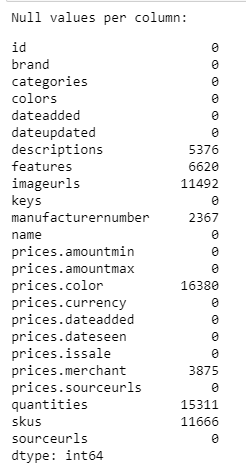 Null values per column:
id 0
brand 0
categories 0
colors 0
dateadded 0
dateupdated 0
descriptions 5376
features 6620
imageurls 11492
keys 0
manufacturernumber 2367
name 0
prices.amountmin 0
prices.amountmax 0
prices.color 16380
prices.currency 0
prices.dateadded 0
prices.dateseen 0
prices.issale 0
prices.merchant 3875
prices.sourceurls 0
quantities 15311
skus 11666
sourceurls 0
dtype: int64